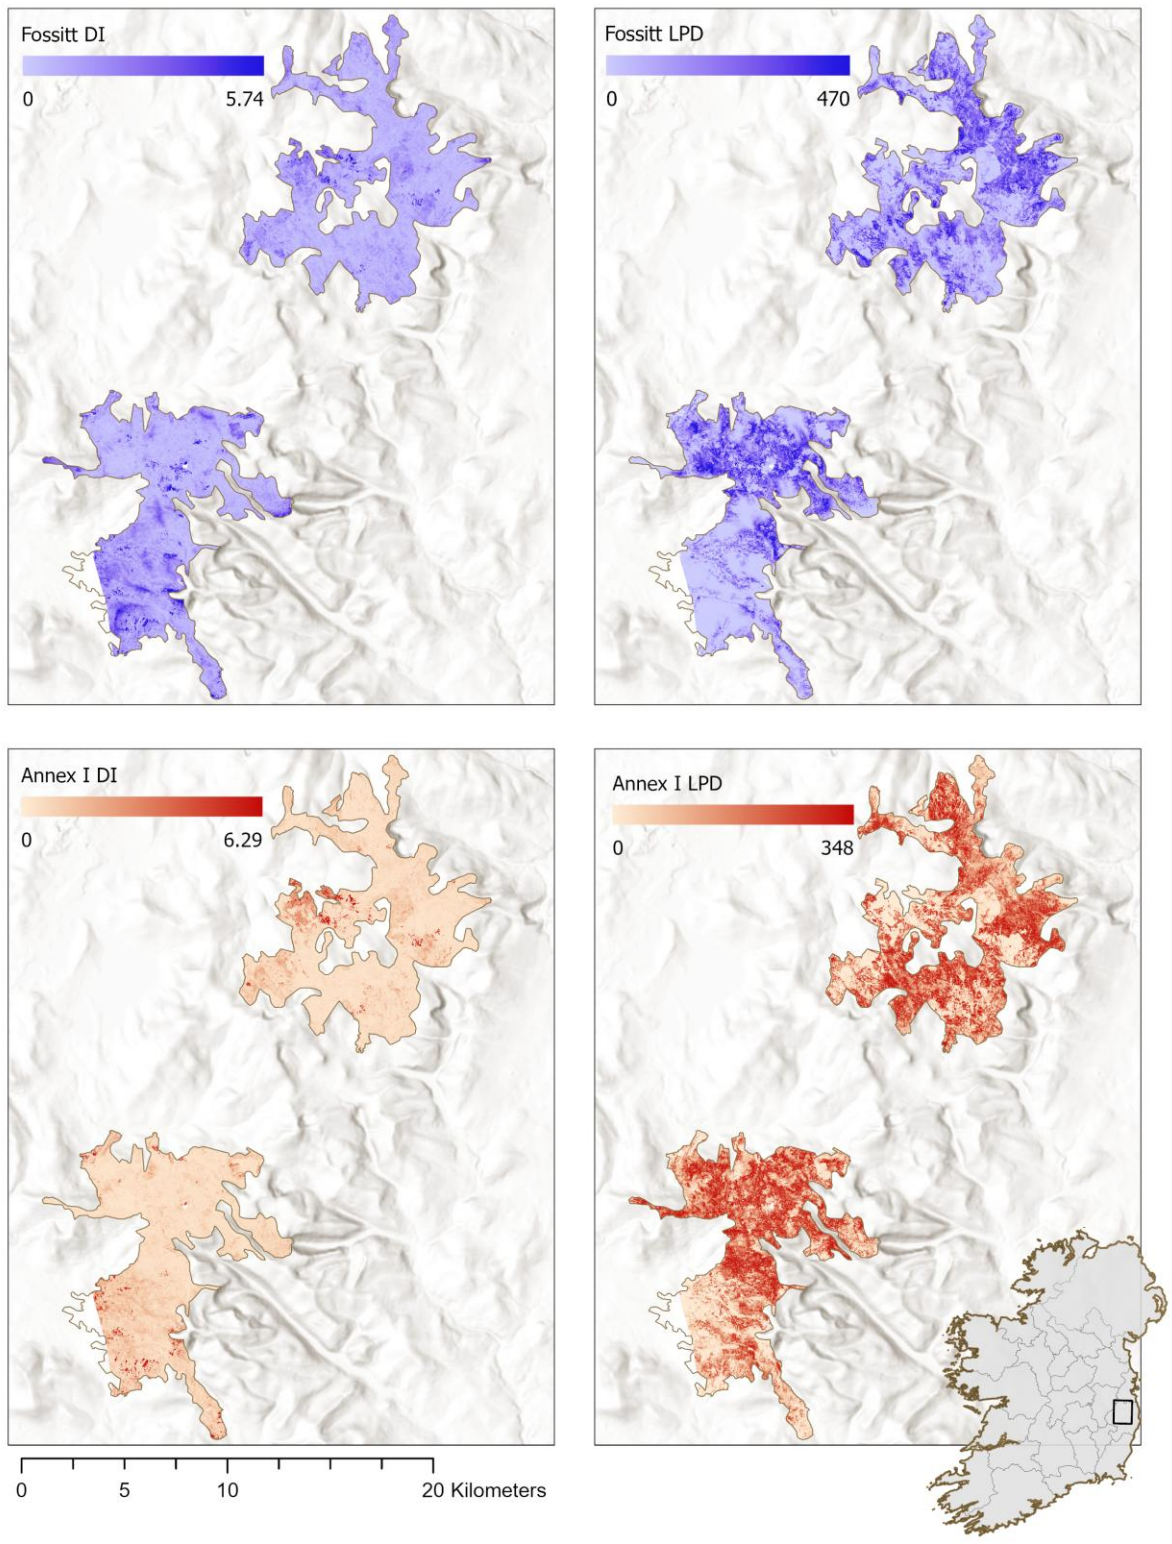 Fossitt DI
0 5.74
Fossitt LPD
0 470
Annex I DI
0 6.29
Annex I LPD
0 348
0 5 10 20 Kilometers